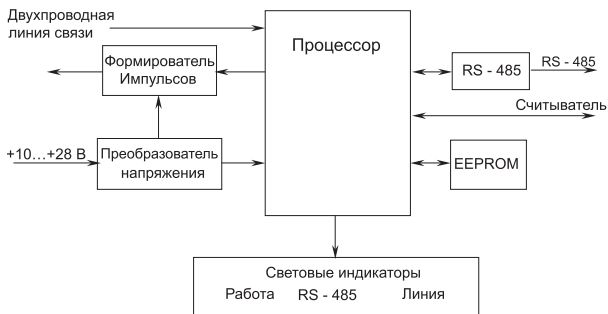 Двухпроводная
линия связи
Процессор
Формирователь
Импульсов
RS - 485
RS - 485
Считыватель
+10...+28 В
Преобразователь
напряжения
EEPROM
Световые индикаторы
Работа RS - 485 Линия